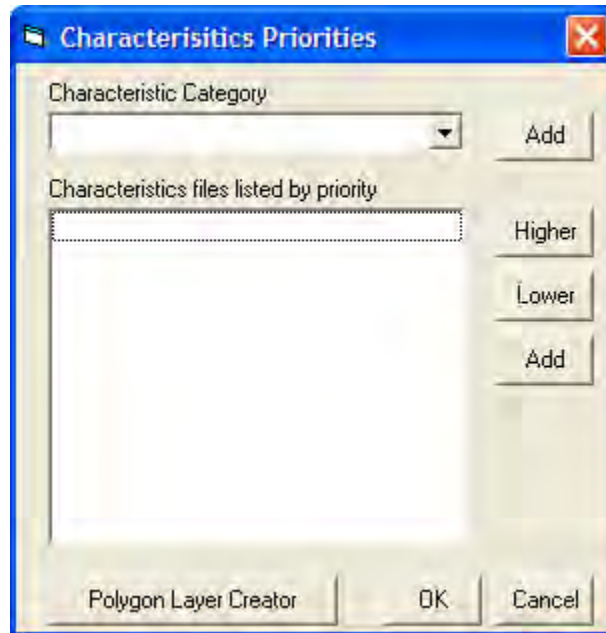 Characterisitics Priorities
Characteristic Category
Add
Characteristics files listed by priority
Higher
Lower
Add
Polygon Layer Creator
OK
Cancel